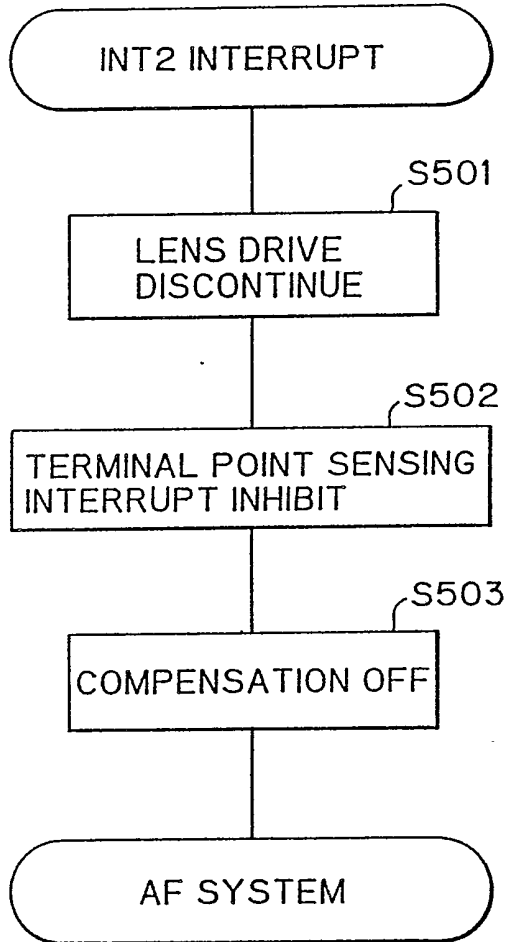 INT2 INTERRUPT
S501
LENS DRIVE
DISCONTINUE
S502
TERMINAL POINT SENSING
INTERRUPT INHIBIT
S503
COMPENSATION OFF
AF SYSTEM